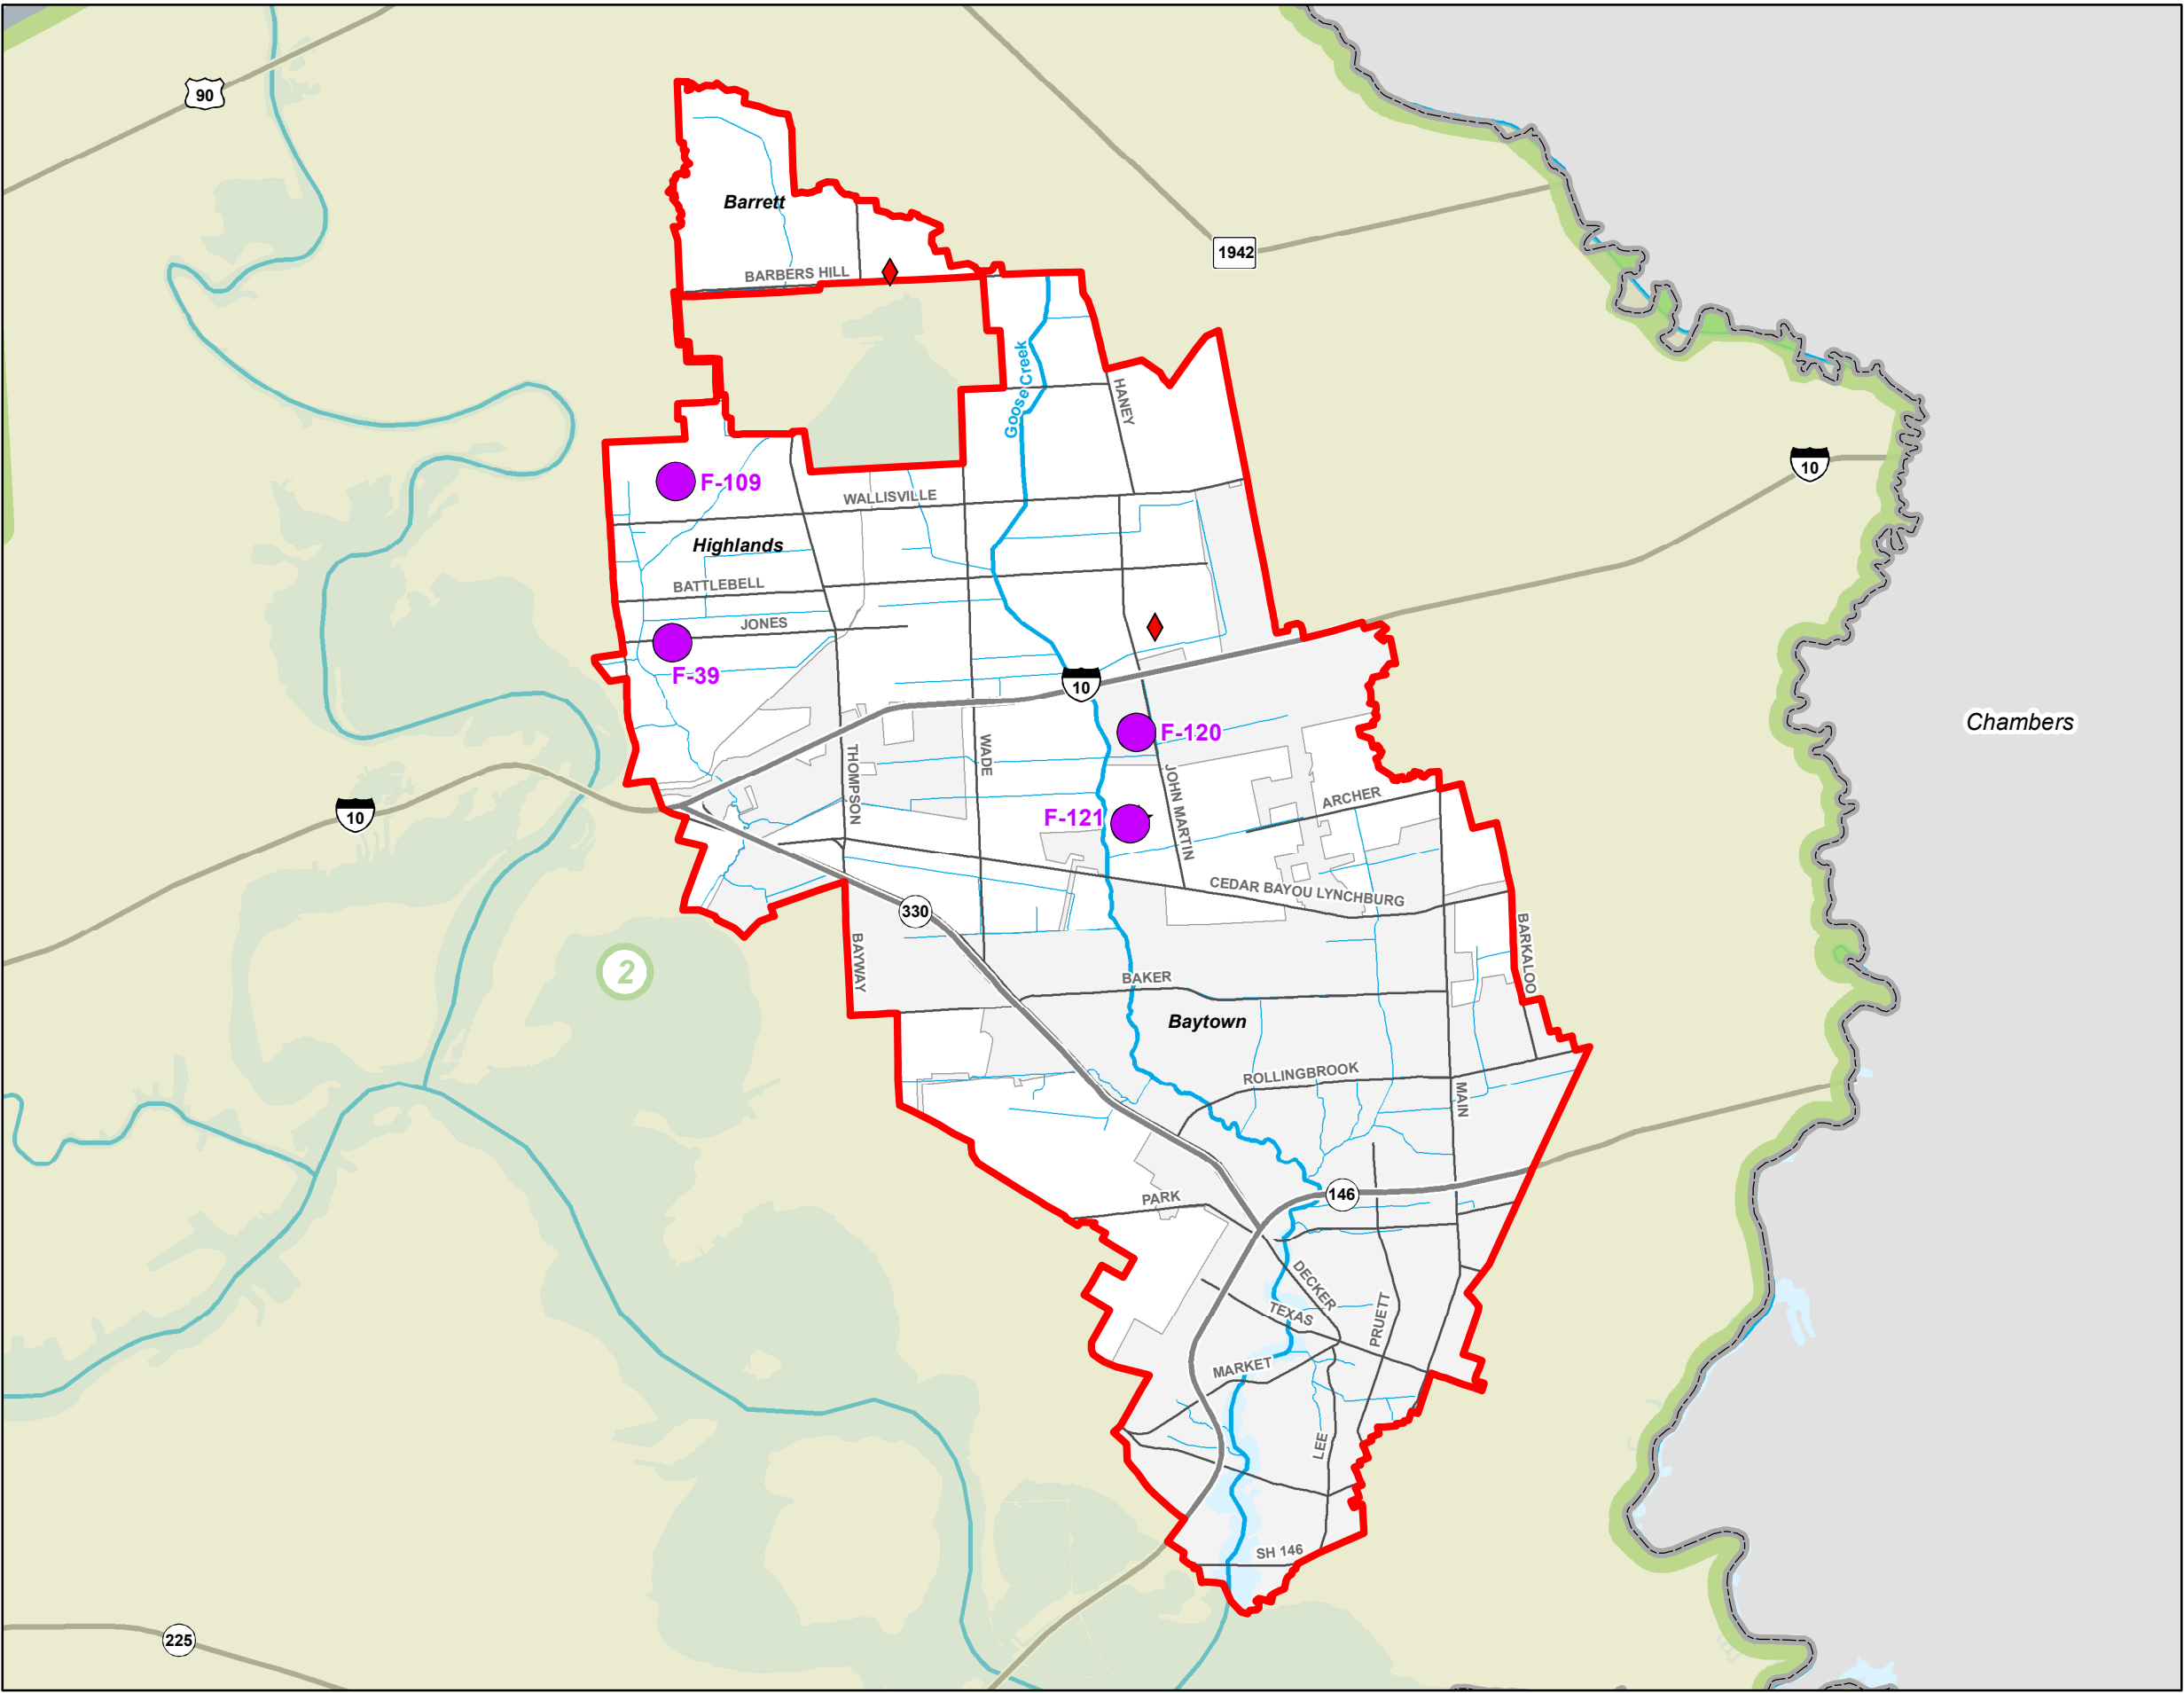 90
Barrett
1942
BARBERS HILL
Goose Creek
HANEY
10
F-109
WALLISVILLE
Highlands
BATTLEBELL
JONES
F-39
10
Chambers
F-120
WADE
THOMPSON
JOHN MARTIN
ARCHER
10
F-121
CEDAR BAYOU LYNCHBURG
330
BARKALOO
BAYWAY
2
BAKER
Baytown
ROLLINGBROOK
MAIN
146
PARK
DECKER
TEXAS
PRUETT
MARKET
LEE
SH 146
225